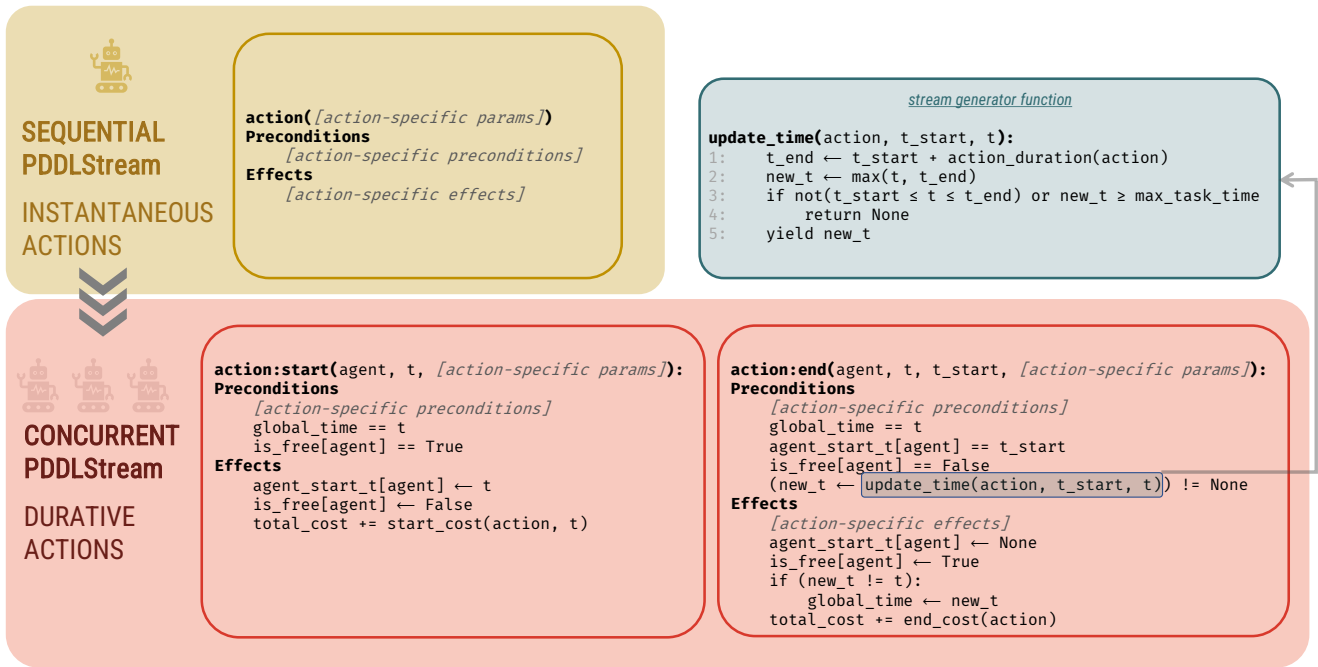 SEQUENTIAL
PDDLStream
INSTANTANEOUS
ACTIONS
action([action-specific params])
Preconditions
[action-specific preconditions]
Effects
[action-specific effects]
stream generator function
update_time(action, t_start, t):
1: t_end ← t_start + action_duration(action)
2: new_t ← max(t, t_end)
3: if not(t_start ≤ t ≤ t_end) or new_t ≥ max_task_time
4: return None
5: yield new_t
CONCURRENT
PDDLStream
DURATIVE
ACTIONS
action:start(agent, t, [action-specific params]):
Preconditions
[action-specific preconditions]
global_time == t
is_free[agent] == True
Effects
agent_start_t[agent] ← t
is_free[agent] ← False
total_cost += start_cost(action, t)
action:end(agent, t, t_start, [action-specific params]):
Preconditions
[action-specific preconditions]
global_time == t
agent_start_t[agent] == t_start
is_free[agent] == False
(new_t ← update_time(action, t_start, t)) != None
Effects
[action-specific effects]
agent_start_t[agent] ← None
is_free[agent] ← True
if (new_t != t):
global_time ← new_t
total_cost += end_cost(action)